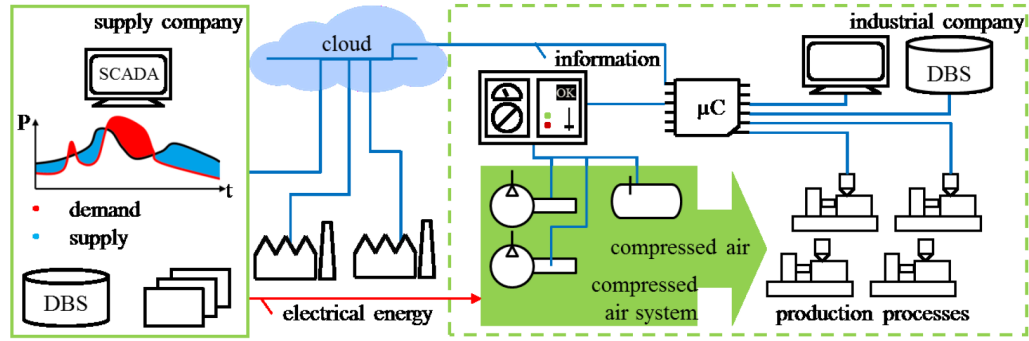 supply company
SCADA
P
t
demand
supply
DBS
cloud
information
electrical energy
industrial company
OK
μC
DBS
compressed air
compressed
air system
production processes